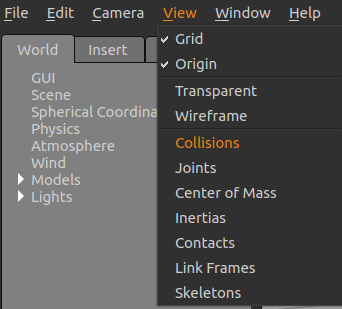 File Edit Camera View Window Help
World Insert
GUI
Scene
Spherical Coordina
Physics
Atmosphere
Wind
Models
Lights
Grid
Origin
Transparent
Wireframe
Collisions
Joints
Center of Mass
Inertias
Contacts
Link Frames
Skeletons